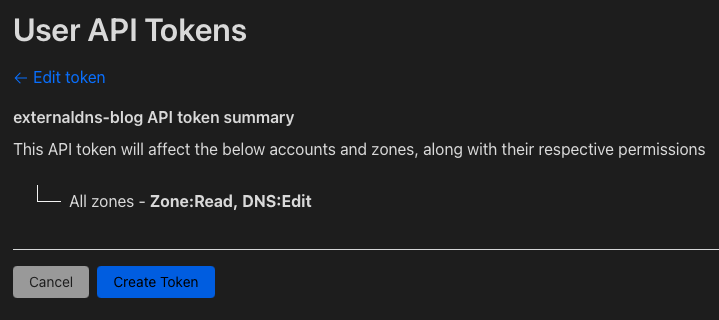 User API Tokens
← Edit token
externaldns-blog API token summary
This API token will affect the below accounts and zones, along with their respective permissions
All zones - Zone:Read, DNS:Edit
Cancel Create Token